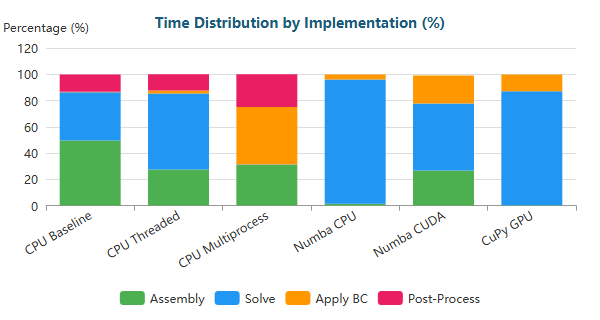 Time Distribution by Implementation (%)
Percentage (%)
120
100
80
60
40
20
0
CPU Baseline
CPU Threaded
CPU Multiprocess
Numba CPU
Numba CUDA
CuPy GPU
Assembly Solve Apply BC Post-Process